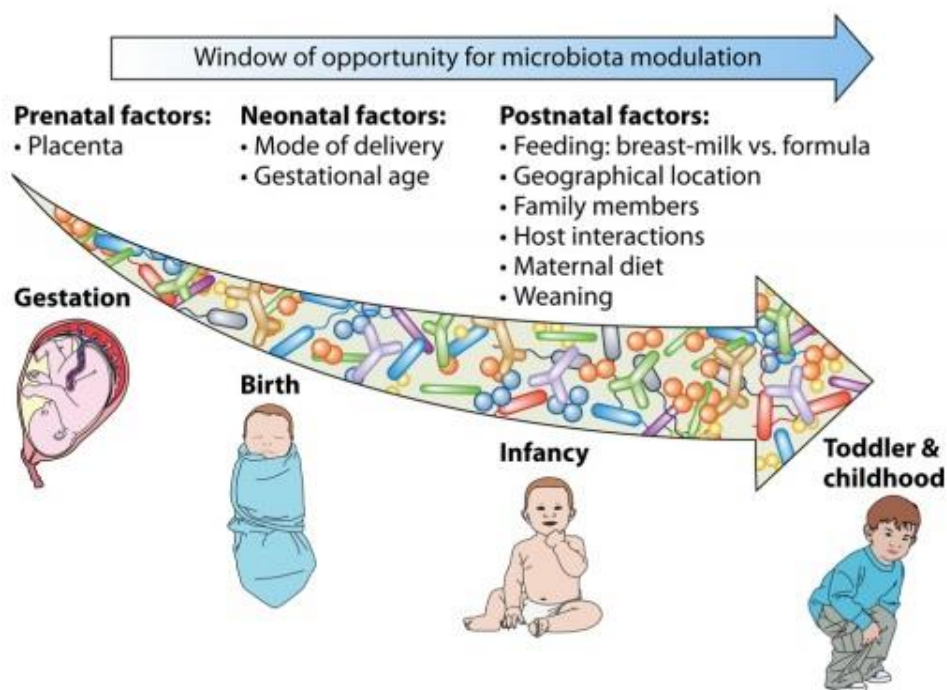 Window of opportunity for microbiota modulation
Prenatal factors:
• Placenta
Neonatal factors:
• Mode of delivery
• Gestational age
Postnatal factors:
• Feeding: breast-milk vs. formula
• Geographical location
• Family members
• Host interactions
• Maternal diet
• Weaning
Gestation
Birth
Infancy
Toddler &
childhood